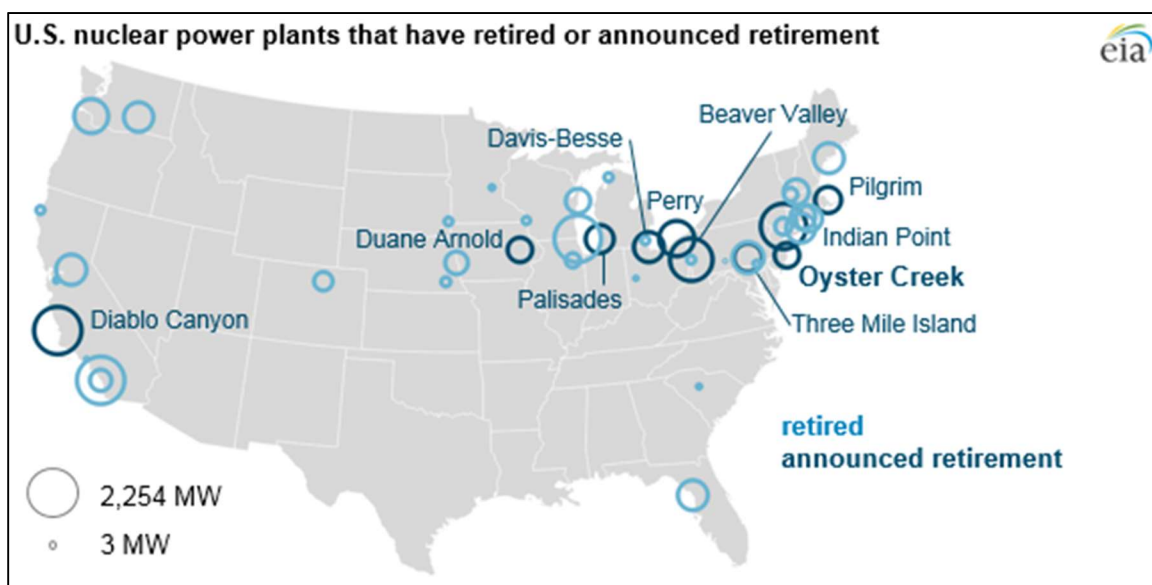 U.S. nuclear power plants that have retired or announced retirement
eia
Beaver Valley
Davis-Besse
Perry
Pilgrim
Duane Arnold
Indian Point
Oyster Creek
Palisades
Diablo Canyon
Three Mile Island
retired
announced retirement
2,254 MW
3 MW